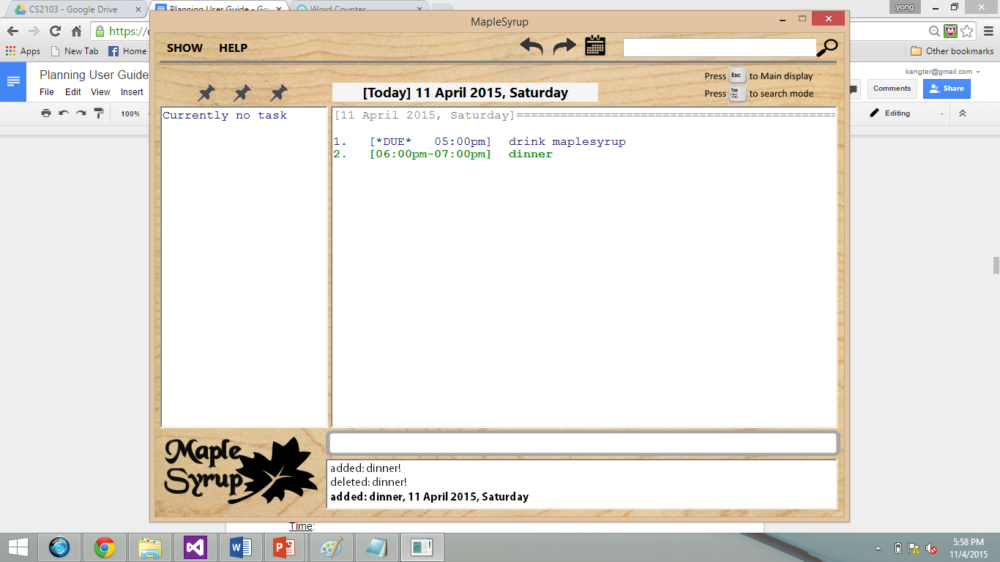 CS2103 - Google Drive
Planning User Guide - Go
Word Counter
yong
https://
Apps
New Tab
Home
Other bookmarks
Planning User Guide
kangter@gmail.com
File Edit View Insert
Comments
Share
100%
Editing
MapleSyrup
SHOW HELP
Press Esc to Main display
Press Tab to search mode
[Today] 11 April 2015, Saturday
Currently no task
[11 April 2015, Saturday]============================================
1. [*DUE* 05:00pm] drink maplesyrup
2. [06:00pm-07:00pm] dinner
Maple
Syrup
added: dinner!
deleted: dinner!
added: dinner, 11 April 2015, Saturday
Time:
5:58 PM
11/4/2015